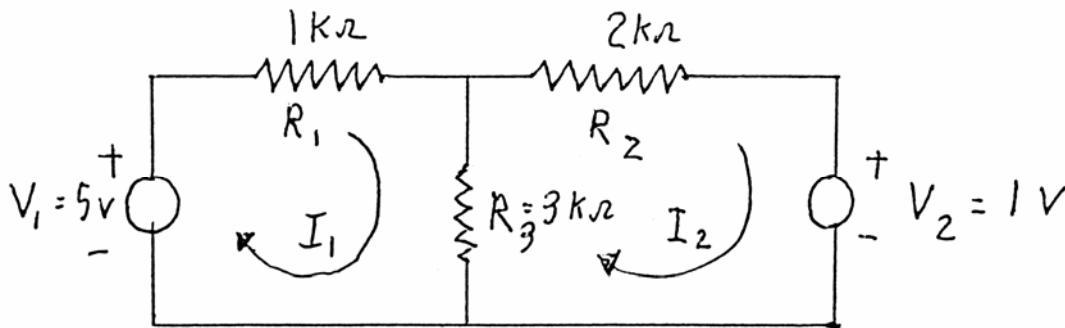 1kΩ
2kΩ
R1
R2
+
V1 = 5v
-
I1
R3 = 3kΩ
I2
+
V2 = 1 V
-